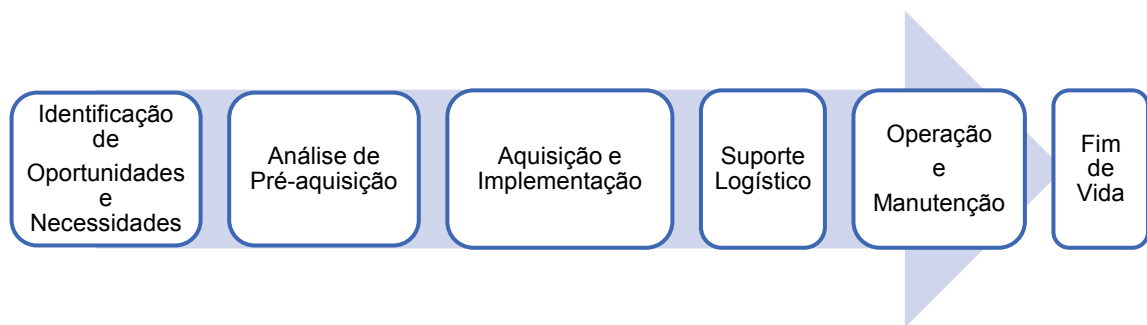 Identificação
de
Oportunidades
e
Necessidades
Análise de
Pré-aquisição
Aquisição e
Implementação
Suporte
Logístico
Operação
e
Manutenção
Fim
de
Vida